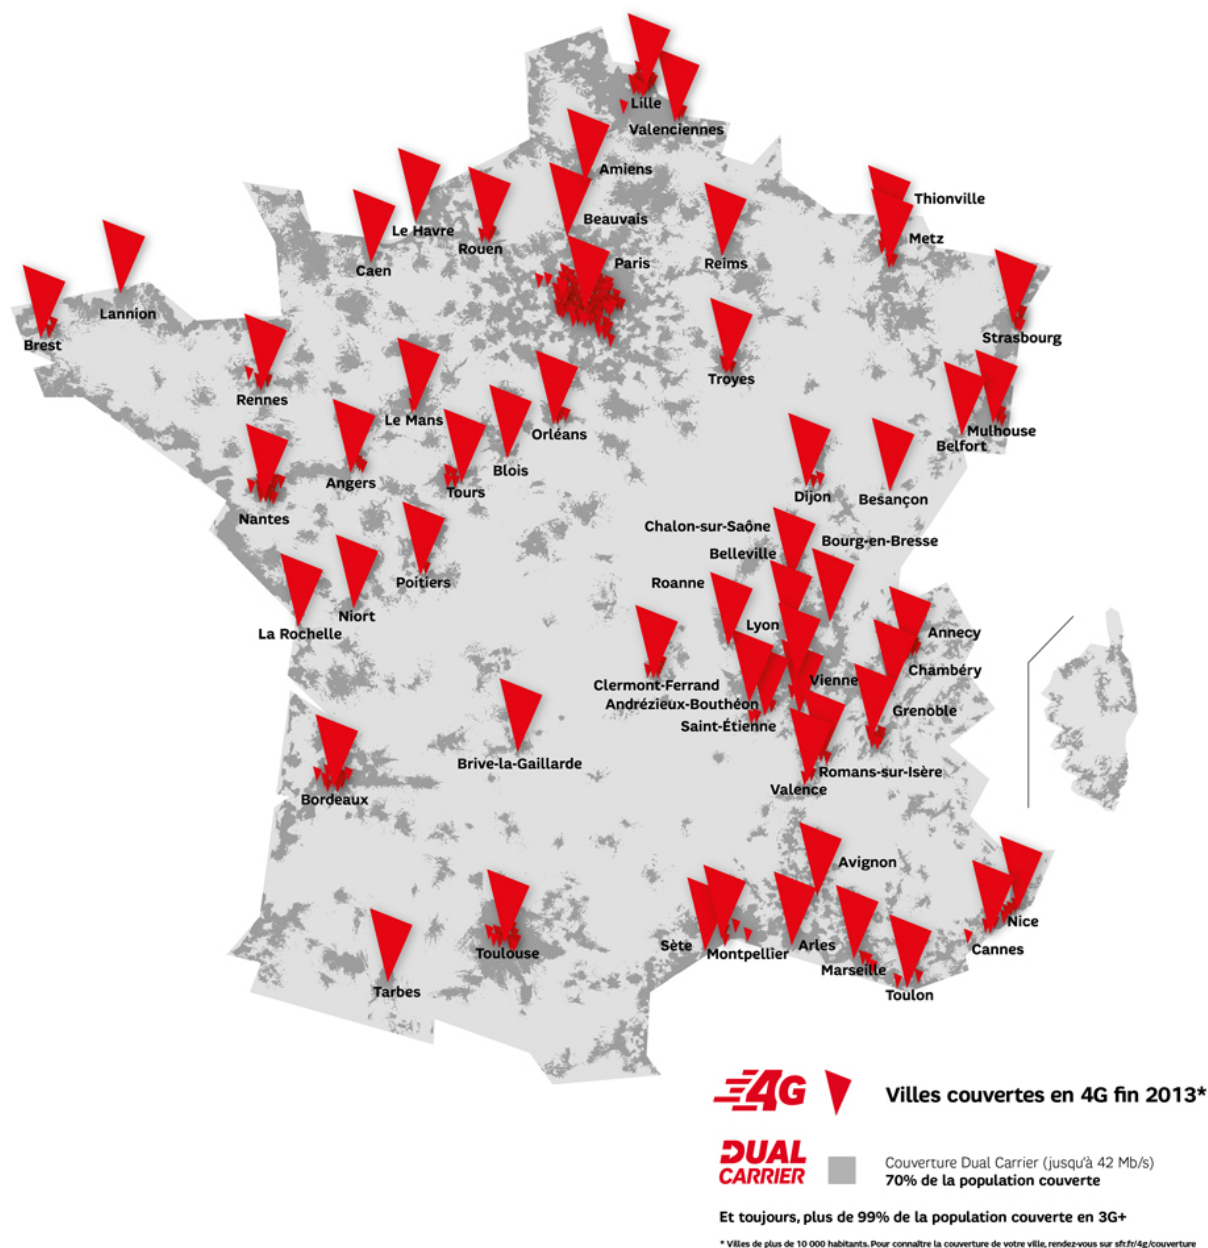 Lille
Valenciennes
Amiens
Thionville
Beauvais
Le Havre
Metz
Rouen
Paris
Reims
Caen
Lannion
Strasbourg
Brest
Troyes
Rennes
Le Mans
Mulhouse
Orléans
Belfort
Blois
Angers
Tours
Dijon
Besançon
Nantes
Chalon-sur-Saône
Bourg-en-Bresse
Belleville
Poitiers
Roanne
Niort
Lyon
La Rochelle
Annecy
Chambéry
Vienne
Clermont-Ferrand
Andrézieux-Bouthéon
Grenoble
Saint-Étienne
Brive-la-Gaillarde
Romans-sur-Isère
Valence
Bordeaux
Avignon
Nice
Sète
Arles
Cannes
Toulouse
Montpellier
Marseille
Tarbes
Toulon
4G
Villes couvertes en 4G fin 2013*
DUAL
CARRIER
Couverture Dual Carrier (jusqu'à 42 Mb/s)
70% de la population couverte
Et toujours, plus de 99% de la population couverte en 3G+
* Villes de plus de 10 000 habitants. Pour connaître la couverture de votre ville, rendez-vous sur sfr.fr/4g/couverture